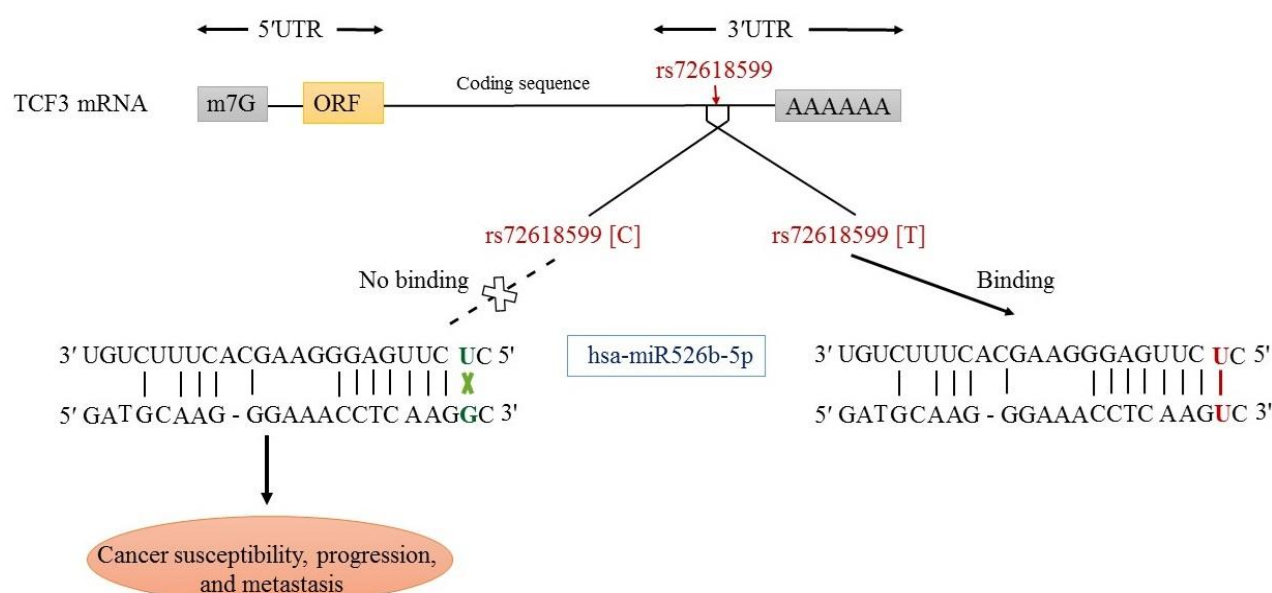 5'UTR
3'UTR
rs72618599
Coding sequence
TCF3 mRNA
m7G
ORF
AAAAAA
rs72618599 [C]
rs72618599 [T]
No binding
Binding
3' UGUCUUUCACGAAGGGAGUUC UC 5'
hsa-miR526b-5p
3' UGUCUUUCACGAAGGGAGUUC UC 5'
5' GATGCAAG - GGAAACCTC AAGGC 3'
5' GATGCAAG - GGAAACCTC AAGUC 3'
Cancer susceptibility, progression,
and metastasis